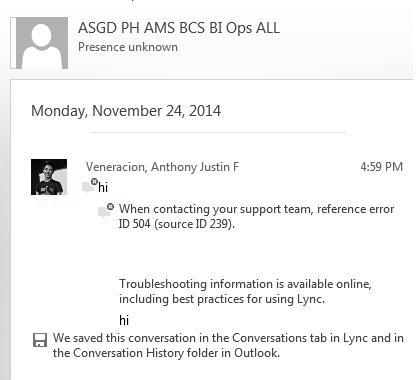 ASGD PH AMS BCS BI Ops ALL
Presence unknown
Monday, November 24, 2014
Veneracion, Anthony Justin F 4:59 PM
hi
When contacting your support team, reference error
ID 504 (source ID 239).
Troubleshooting information is available online,
including best practices for using Lync.
hi
We saved this conversation in the Conversations tab in Lync and in
the Conversation History folder in Outlook.